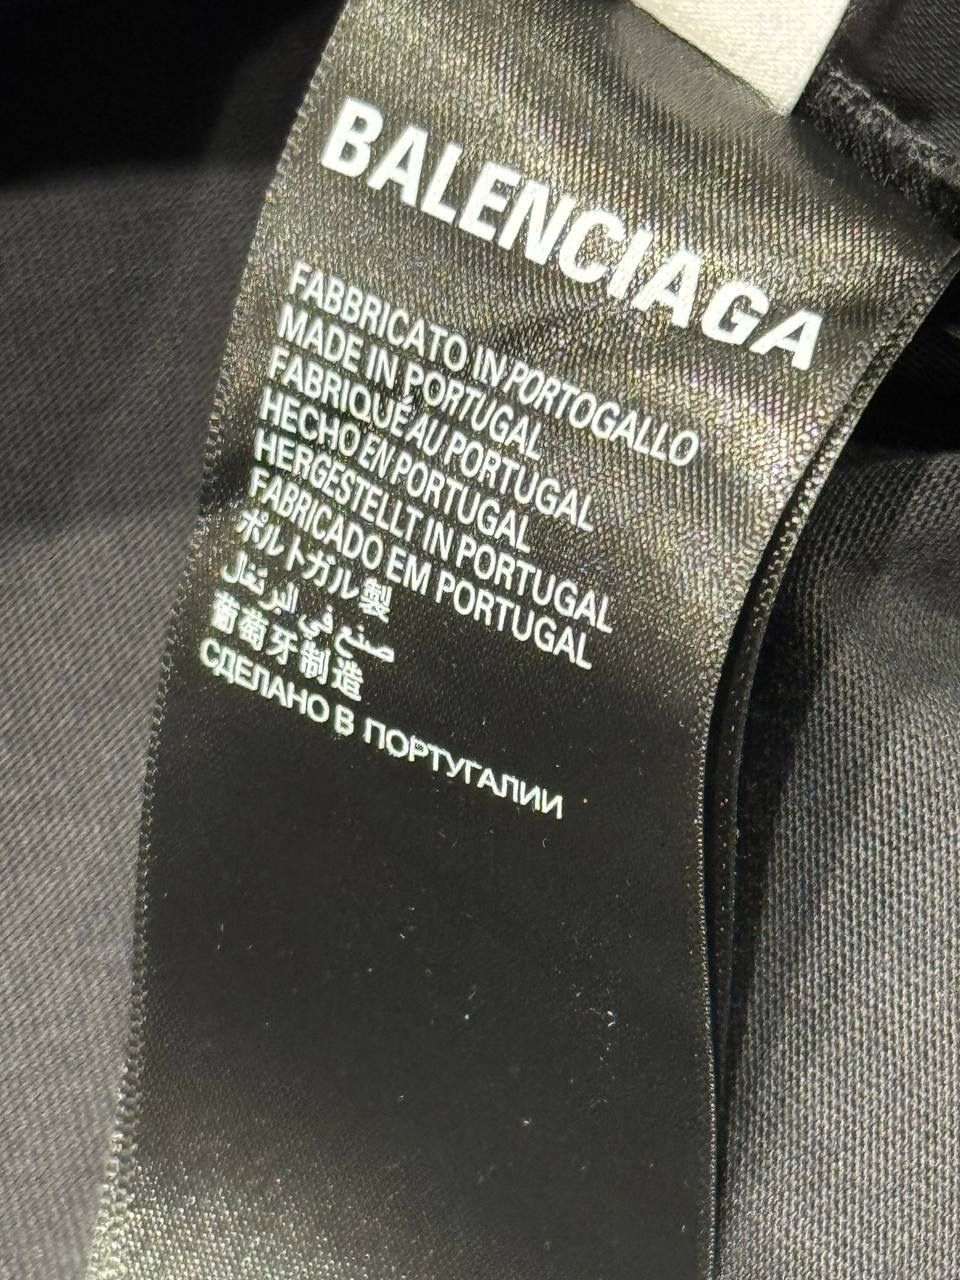 BALENCIAGA
FABBRICATO IN PORTOGALLO
MADE IN PORTUGAL
FABRIQUÉ AU PORTUGAL
HECHO EN PORTUGAL
HERGESTELLT IN PORTUGAL
FABRICADO EM PORTUGAL
ポルトガル製
صنع في البرتغال
葡萄牙制造
СДЕЛАНО В ПОРТУГАЛИИ